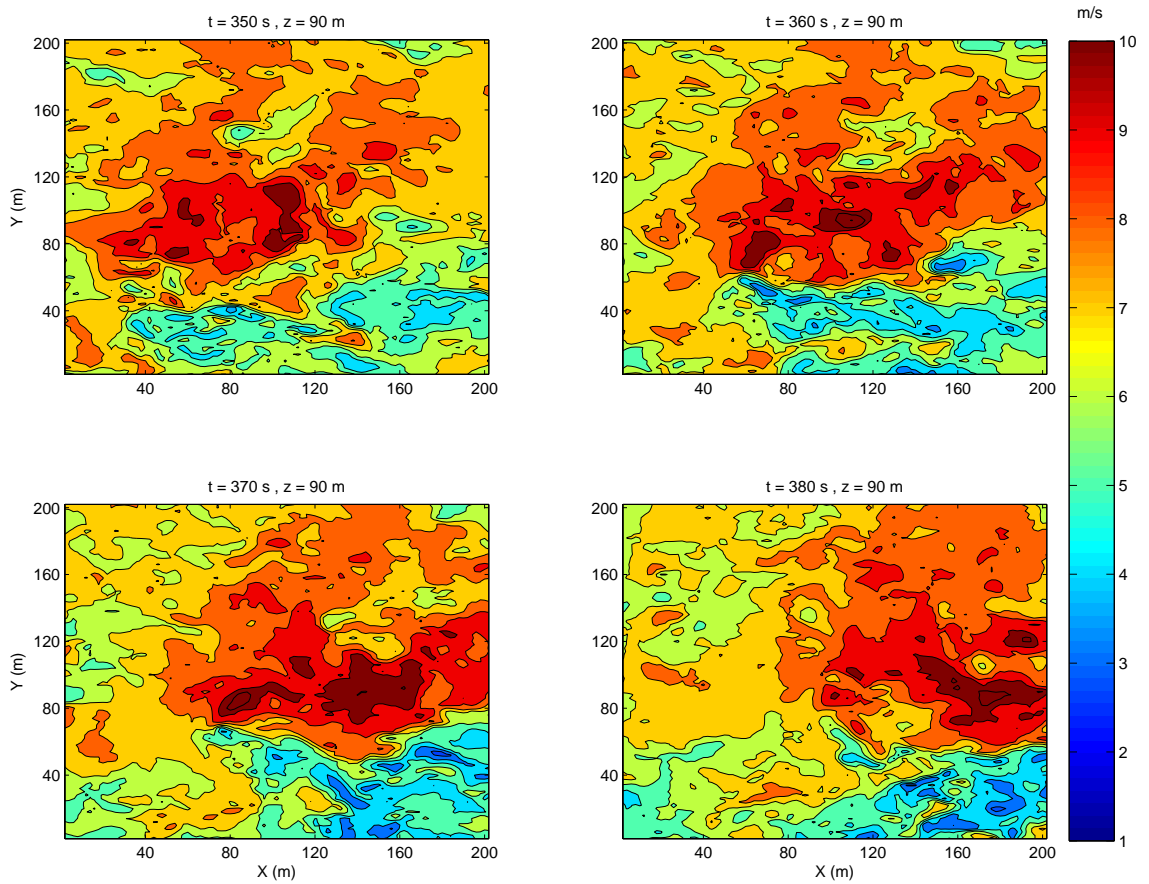 t = 350 s , z = 90 m
t = 360 s , z = 90 m
m/s
200
160
120
80
40
Y (m)
40 80 120 160 200
200
160
120
80
40
40 80 120 160 200
10
9
8
7
6
5
4
3
2
1
t = 370 s , z = 90 m
t = 380 s , z = 90 m
200
160
120
80
40
Y (m)
40 80 120 160 200
X (m)
200
160
120
80
40
40 80 120 160 200
X (m)